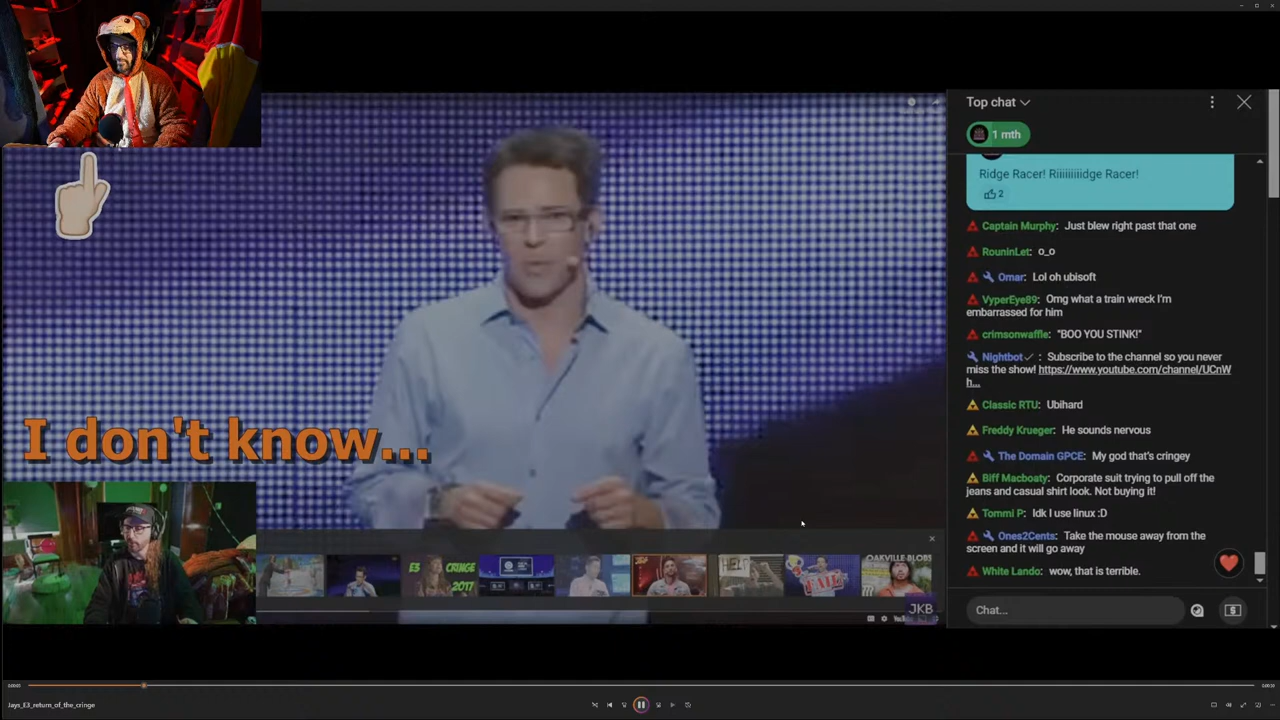 Top chat
1 mth
Ridge Racer! Riiiiiiiidge Racer!
2
Captain Murphy: Just blew right past that one
RouninLet: o_o
Omar: Lol oh ubisoft
VyperEye89: Omg what a train wreck I'm
embarrassed for him
crimsonwaffle: "BOO YOU STINK!"
Nightbot : Subscribe to the channel so you never
miss the show! https://www.youtube.com/channel/UCnW
h...
Classic RTU: Ubihard
Freddy Krueger: He sounds nervous
The Domain GPCE: My god that's cringey
Biff Macboaty: Corporate suit trying to pull off the
jeans and casual shirt look. Not buying it!
Tommi P: Idk I use linux :D
Ones2Cents: Take the mouse away from the
screen and it will go away
White Lando: wow, that is terrible.
Chat...
I don't know...
E3
CRINGE
2017
HELP
FAIL
OAKVILLE BLOBS
JKB
Jays_E3_return_of_the_cringe